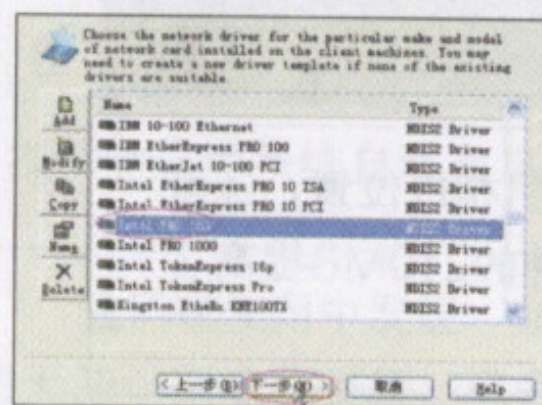 Choose the network driver for the particular make and model
of network card installed on the client machines. You may
need to create a new driver template if none of the existing
drivers are suitable
Name Type
Add
Modify
Copy
Name
Delete
IBM 10-100 Ethernet NDIS2 Driver
IBM EtherExpress PRO 100 NDIS2 Driver
IBM EtherJet 10-100 PCI NDIS2 Driver
Intel EtherExpress PRO 10 ISA NDIS2 Driver
Intel EtherExpress PRO 10 PCI NDIS2 Driver
Intel PRO NDIS2 Driver
Intel PRO 1000 NDIS2 Driver
Intel TokenExpress 16p NDIS2 Driver
Intel TokenExpress Pro NDIS2 Driver
Kingston EtheRx KNE100TX NDIS2 Driver
< 上一步(B) 下一步(N) > 取消 Help